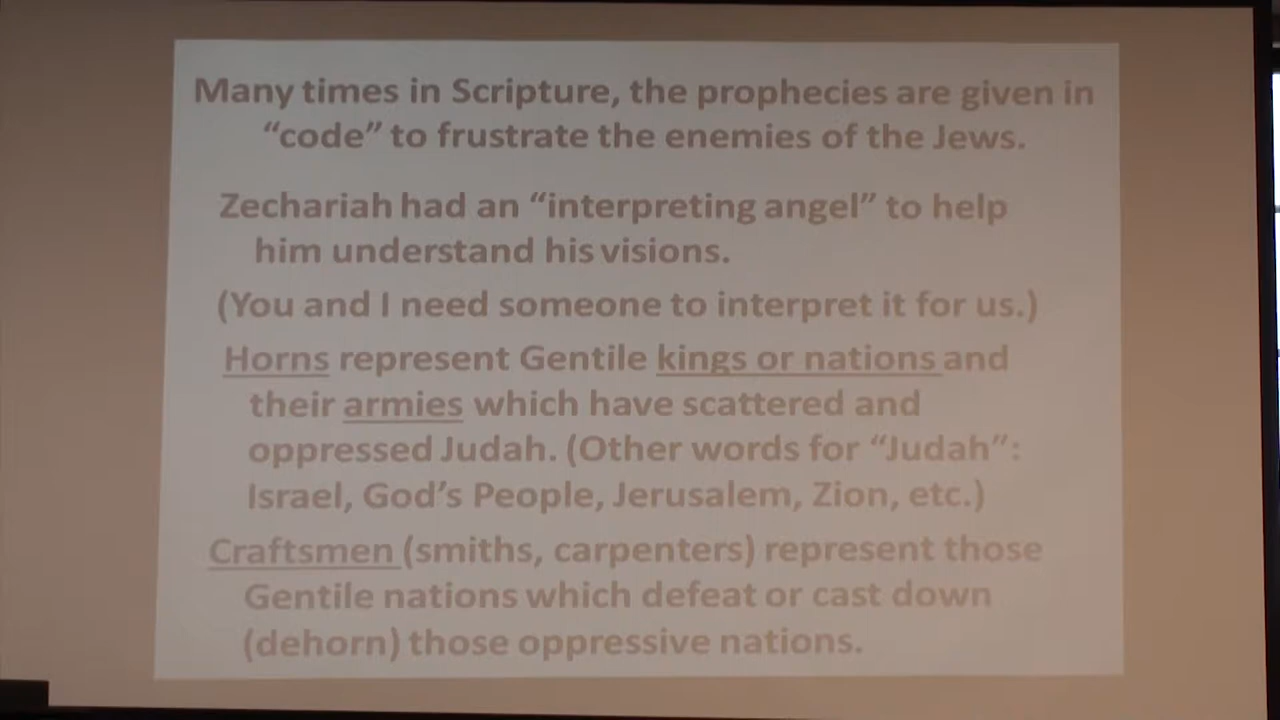 Many times in Scripture, the prophecies are given in
“code” to frustrate the enemies of the Jews.
Zechariah had an “interpreting angel” to help
him understand his visions.
(You and I need someone to interpret it for us.)
Horns represent Gentile kings or nations and
their armies which have scattered and
oppressed Judah. (Other words for “Judah”:
Israel, God’s People, Jerusalem, Zion, etc.)
Craftsmen (smiths, carpenters) represent those
Gentile nations which defeat or cast down
(dehorn) those oppressive nations.